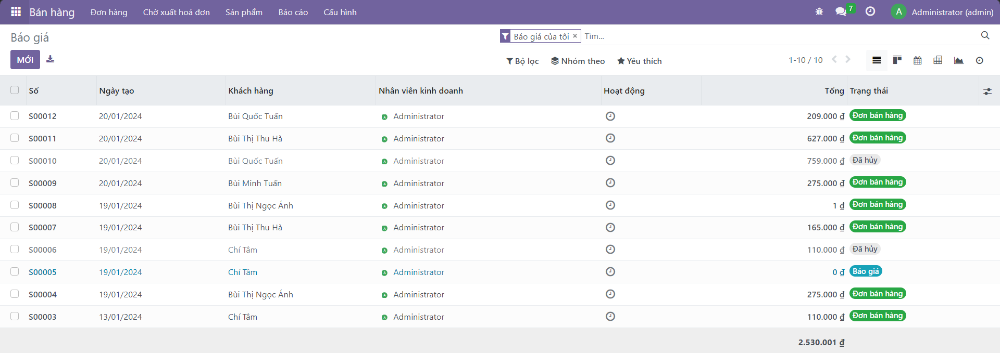 Bán hàng Đơn hàng Chờ xuất hoá đơn Sản phẩm Báo cáo Cấu hình 7 A Administrator (admin)
Báo giá Báo giá của tôi × Tìm...
MỚI Bộ lọc Nhóm theo Yêu thích 1-10 / 10
Số Ngày tạo Khách hàng Nhân viên kinh doanh Hoạt động Tổng Trạng thái
S00012 20/01/2024 Bùi Quốc Tuấn A Administrator 209.000 ₫ Đơn bán hàng
S00011 20/01/2024 Bùi Thị Thu Hà A Administrator 627.000 ₫ Đơn bán hàng
S00010 20/01/2024 Bùi Quốc Tuấn A Administrator 759.000 ₫ Đã hủy
S00009 20/01/2024 Bùi Minh Tuấn A Administrator 275.000 ₫ Đơn bán hàng
S00008 19/01/2024 Bùi Thị Ngọc Ánh A Administrator 1 ₫ Đơn bán hàng
S00007 19/01/2024 Bùi Thị Thu Hà A Administrator 165.000 ₫ Đơn bán hàng
S00006 19/01/2024 Chí Tâm A Administrator 110.000 ₫ Đã hủy
S00005 19/01/2024 Chí Tâm A Administrator 0 ₫ Báo giá
S00004 19/01/2024 Bùi Thị Ngọc Ánh A Administrator 275.000 ₫ Đơn bán hàng
S00003 13/01/2024 Chí Tâm A Administrator 110.000 ₫ Đơn bán hàng
2.530.001 ₫